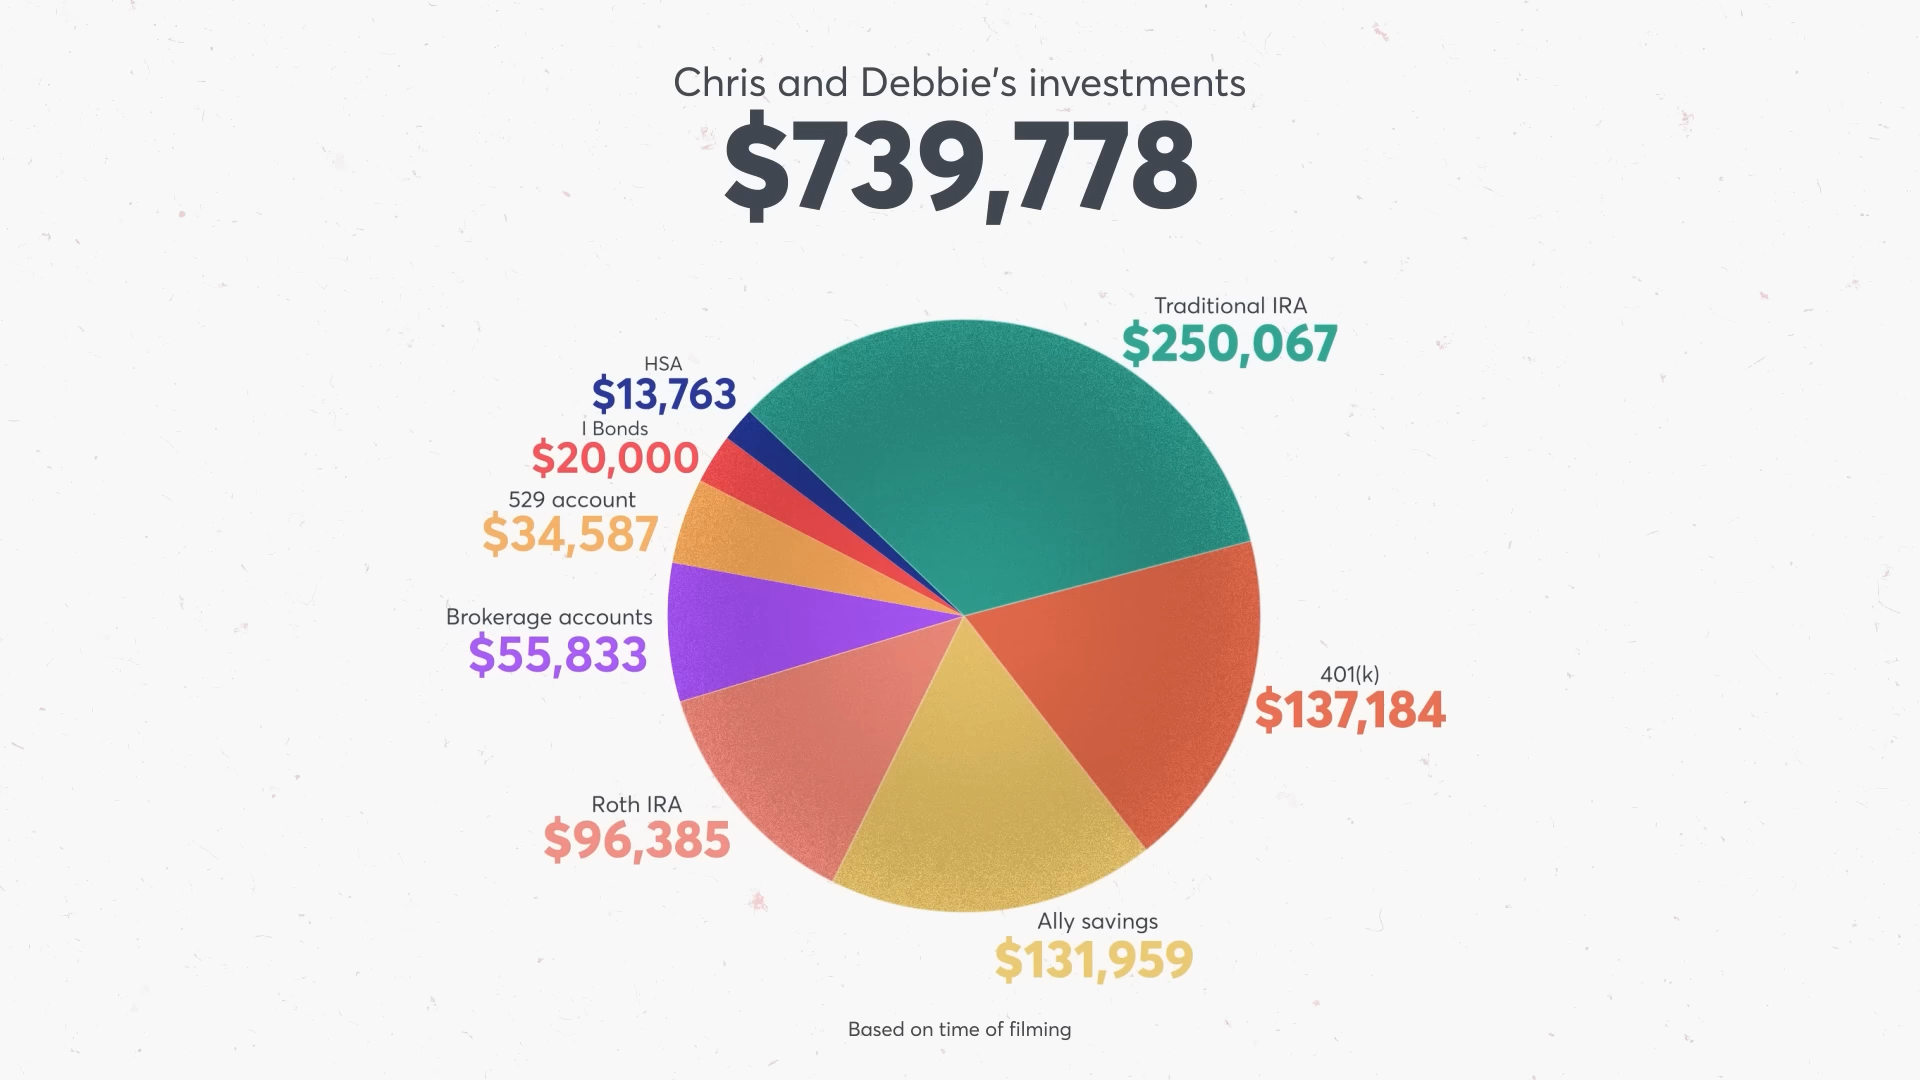 Chris and Debbie's investments
$739,778
Traditional IRA
$250,067
HSA
$13,763
I Bonds
$20,000
529 account
$34,587
Brokerage accounts
$55,833
401(k)
$137,184
Roth IRA
$96,385
Ally savings
$131,959
Based on time of filming